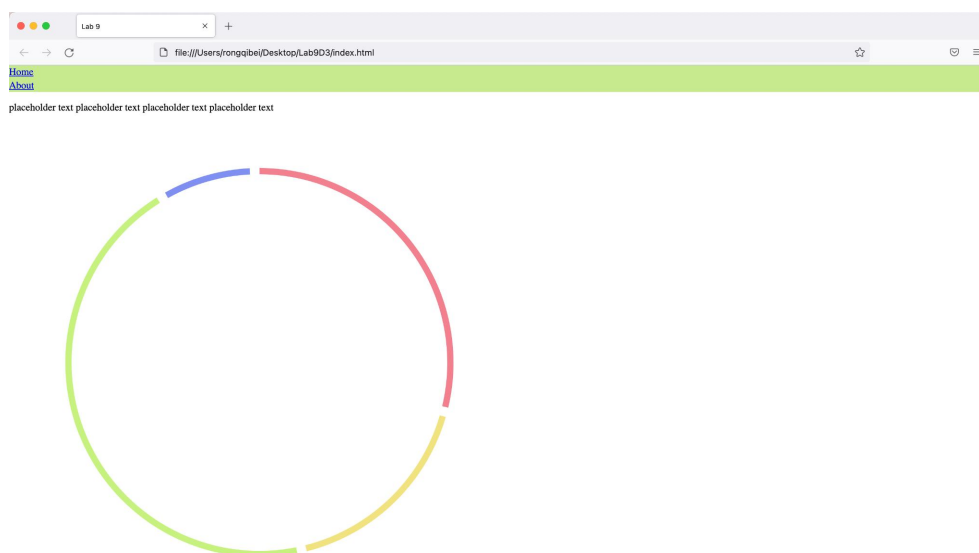 Lab 9
file:///Users/rongqibei/Desktop/Lab9D3/index.html
Home
About
placeholder text placeholder text placeholder text placeholder text